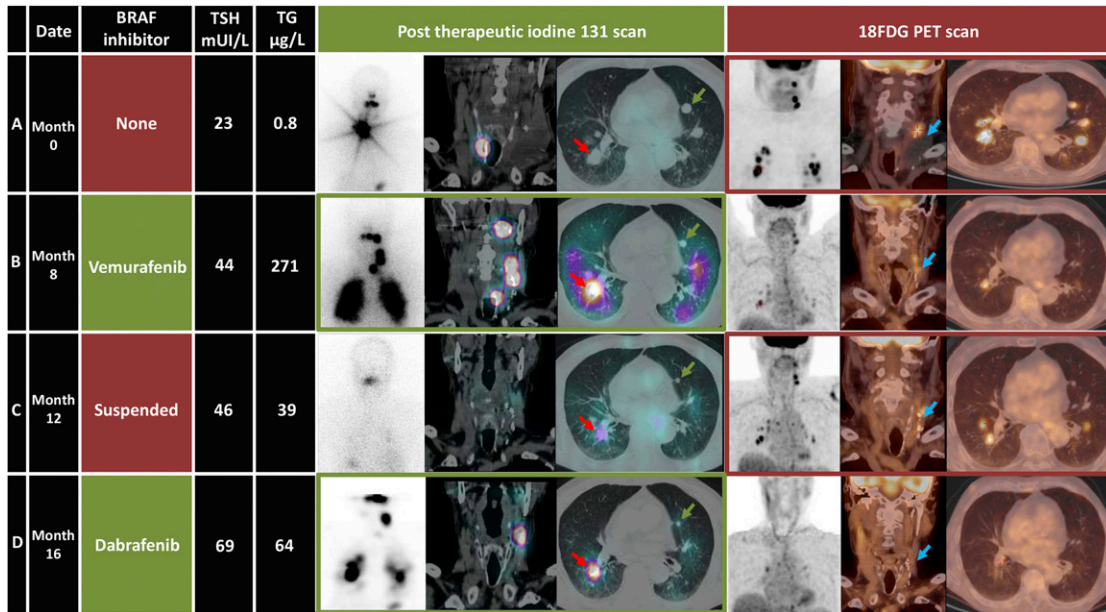 Date BRAF inhibitor TSH mUI/L TG µg/L Post therapeutic iodine 131 scan 18FDG PET scan
A Month 0 None 23 0.8
B Month 8 Vemurafenib 44 271
C Month 12 Suspended 46 39
D Month 16 Dabrafenib 69 64